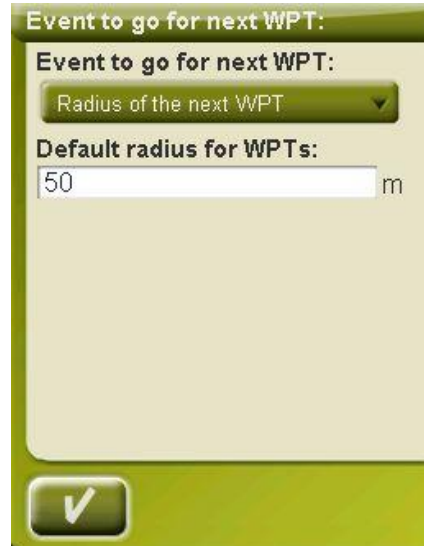 Event to go for next WPT:
Event to go for next WPT:
Radius of the next WPT
Default radius for WPTs:
50 m